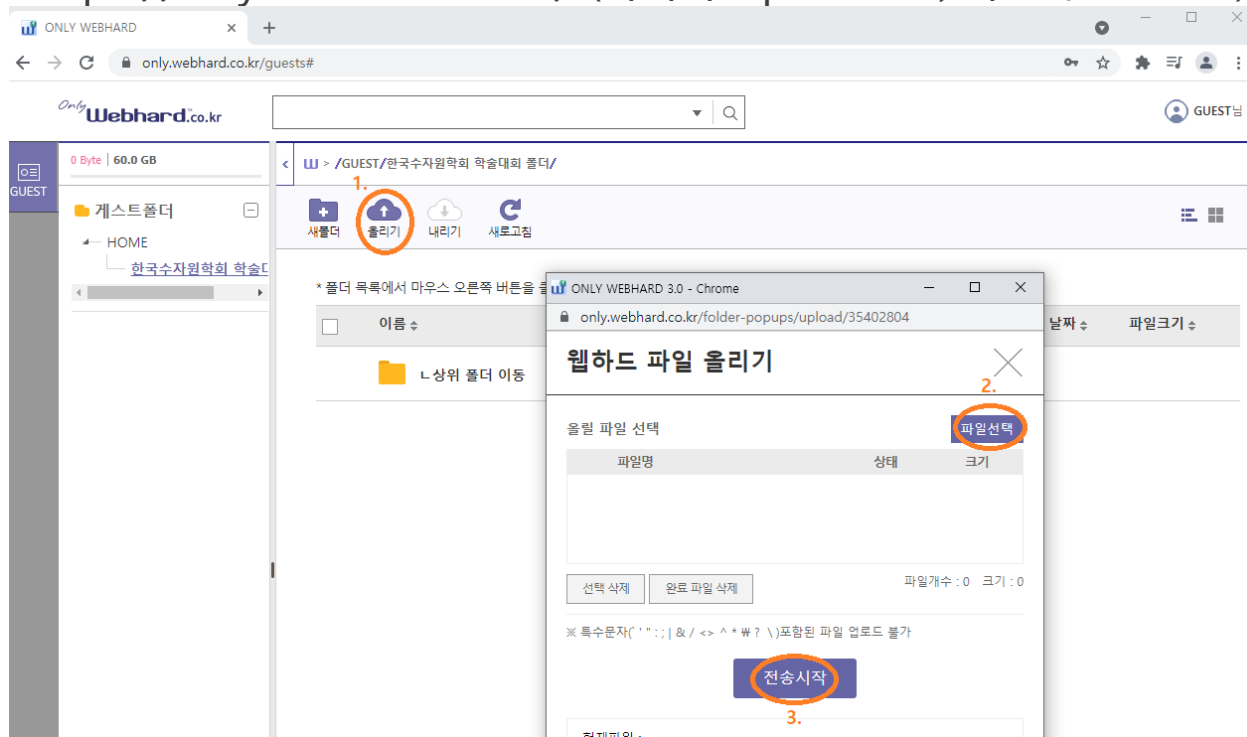 ONLY WEBHARD
only.webhard.co.kr/guests#
Only Webhard.co.kr
GUEST님
GUEST
0 Byte | 60.0 GB
게스트폴더
HOME
한국수자원학회 학술대
W > /GUEST/한국수자원학회 학술대회 폴더/
1.
새폴더
올리기
내리기
새로고침
* 폴더 목록에서 마우스 오른쪽 버튼을
이름
날짜
파일크기
ㄴ상위 폴더 이동
ONLY WEBHARD 3.0 - Chrome
only.webhard.co.kr/folder-popups/upload/35402804
웹하드 파일 올리기
2.
올릴 파일 선택
파일선택
파일명
상태
크기
선택 삭제
완료 파일 삭제
파일개수 : 0 크기 : 0
※ 특수문자(` ' " : ; | & / <> ^ * ₩ ? \ )포함된 파일 업로드 불가
전송시작
3.